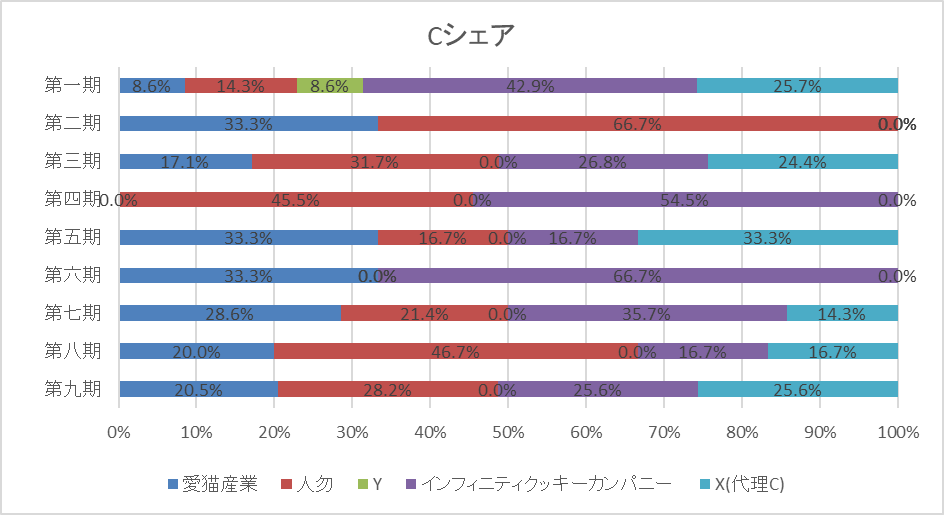 Cシェア
第一期 8.6% 14.3% 8.6% 42.9% 25.7%
第二期 33.3% 66.7% 0.0%
第三期 17.1% 31.7% 0.0% 26.8% 24.4%
第四期 0.0% 45.5% 0.0% 54.5% 0.0%
第五期 33.3% 16.7% 0.0% 16.7% 33.3%
第六期 33.3% 0.0% 66.7% 0.0%
第七期 28.6% 21.4% 0.0% 35.7% 14.3%
第八期 20.0% 46.7% 0.0% 16.7% 16.7%
第九期 20.5% 28.2% 0.0% 25.6% 25.6%
0% 10% 20% 30% 40% 50% 60% 70% 80% 90% 100%
愛猫産業 人勿 Y インフィニティクッキーカンパニー X(代理C)